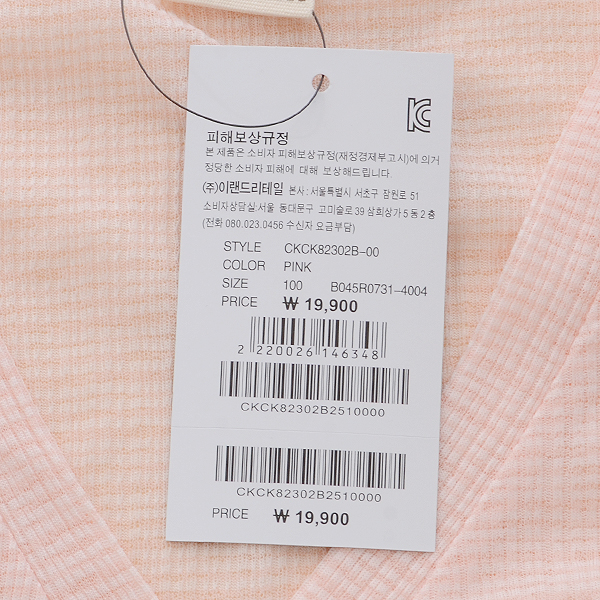 피해보상규정
본 제품은 소비자 피해보상규정(재정경제부고시)에 의거
정당한 소비자 피해에 대해 보상해드립니다.
(주)이랜드리테일 본사 : 서울특별시 서초구 잠원로 51
소비자상담실:서울 동대문구 고미술로 39 삼희상가 5동 2층
(전화 080.023.0456 수신자 요금부담)
STYLE CKCK82302B-00
COLOR PINK
SIZE 100 B045R0731-4004
PRICE ₩ 19,900
2 220026 146348
CKCK82302B2510000
CKCK82302B2510000
PRICE ₩ 19,900